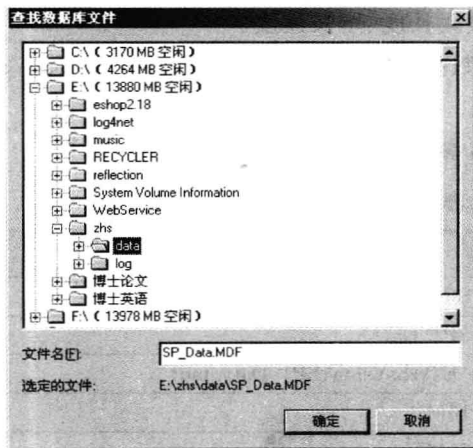 查找数据库文件
C:\ ( 3170 MB 空闲 )
D:\ ( 4264 MB 空闲 )
E:\ ( 13880 MB 空闲 )
eshop2.18
log4net
music
RECYCLER
reflection
System Volume Information
WebService
zhs
data
log
博士论文
博士英语
F:\ ( 13978 MB 空闲 )
文件名(F):
SP_Data.MDF
选定的文件:
E:\zhs\data\SP_Data.MDF
确定
取消